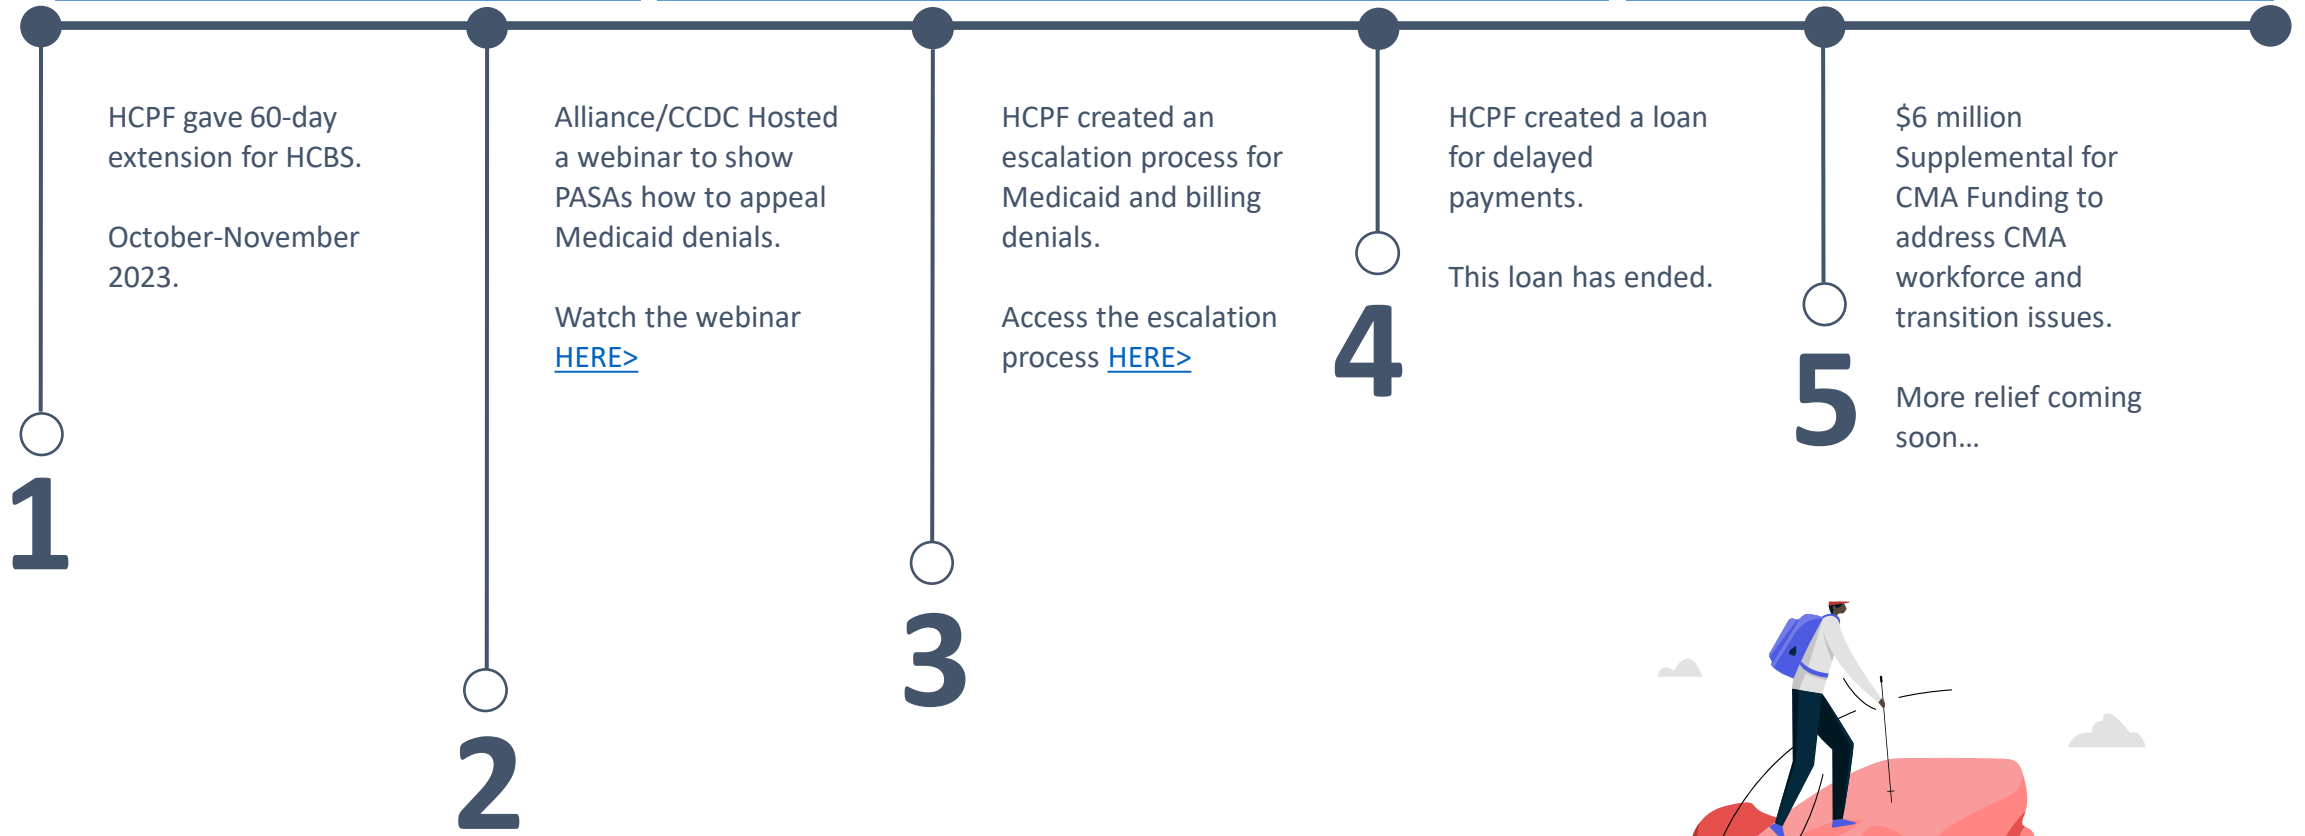 HCPF gave 60-day
extension for HCBS.
October-November
2023.
1
Alliance/CCDC Hosted
a webinar to show
PASAs how to appeal
Medicaid denials.
Watch the webinar
HERE>
2
HCPF created an
escalation process for
Medicaid and billing
denials.
Access the escalation
process HERE>
3
HCPF created a loan
for delayed
payments.
This loan has ended.
4
$6 million
Supplemental for
CMA Funding to
address CMA
workforce and
transition issues.
More relief coming
soon…
5